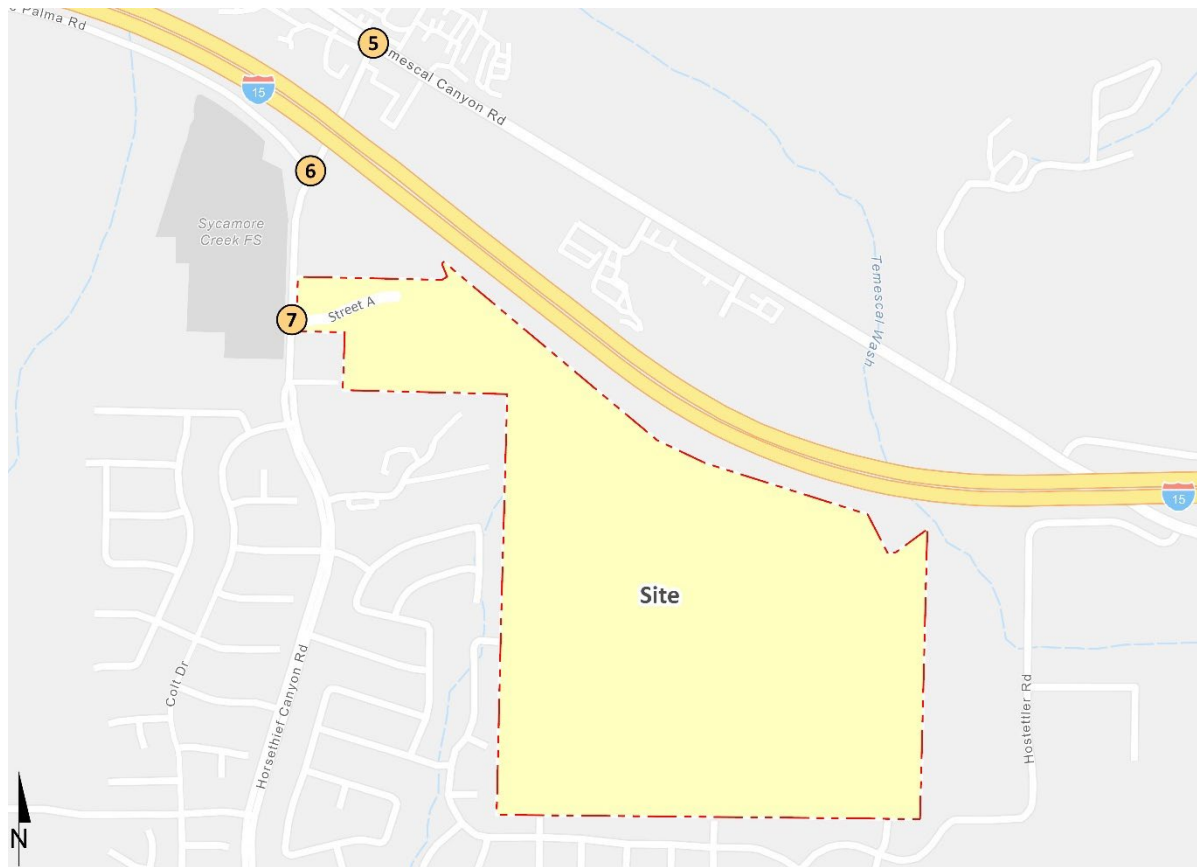 Palma Rd
5
Temescal Canyon Rd
15
6
Sycamore
Creek FS
Temescal Wash
7
Street A
15
Site
Colt Dr
Horsethief Canyon Rd
Hostettler Rd
N